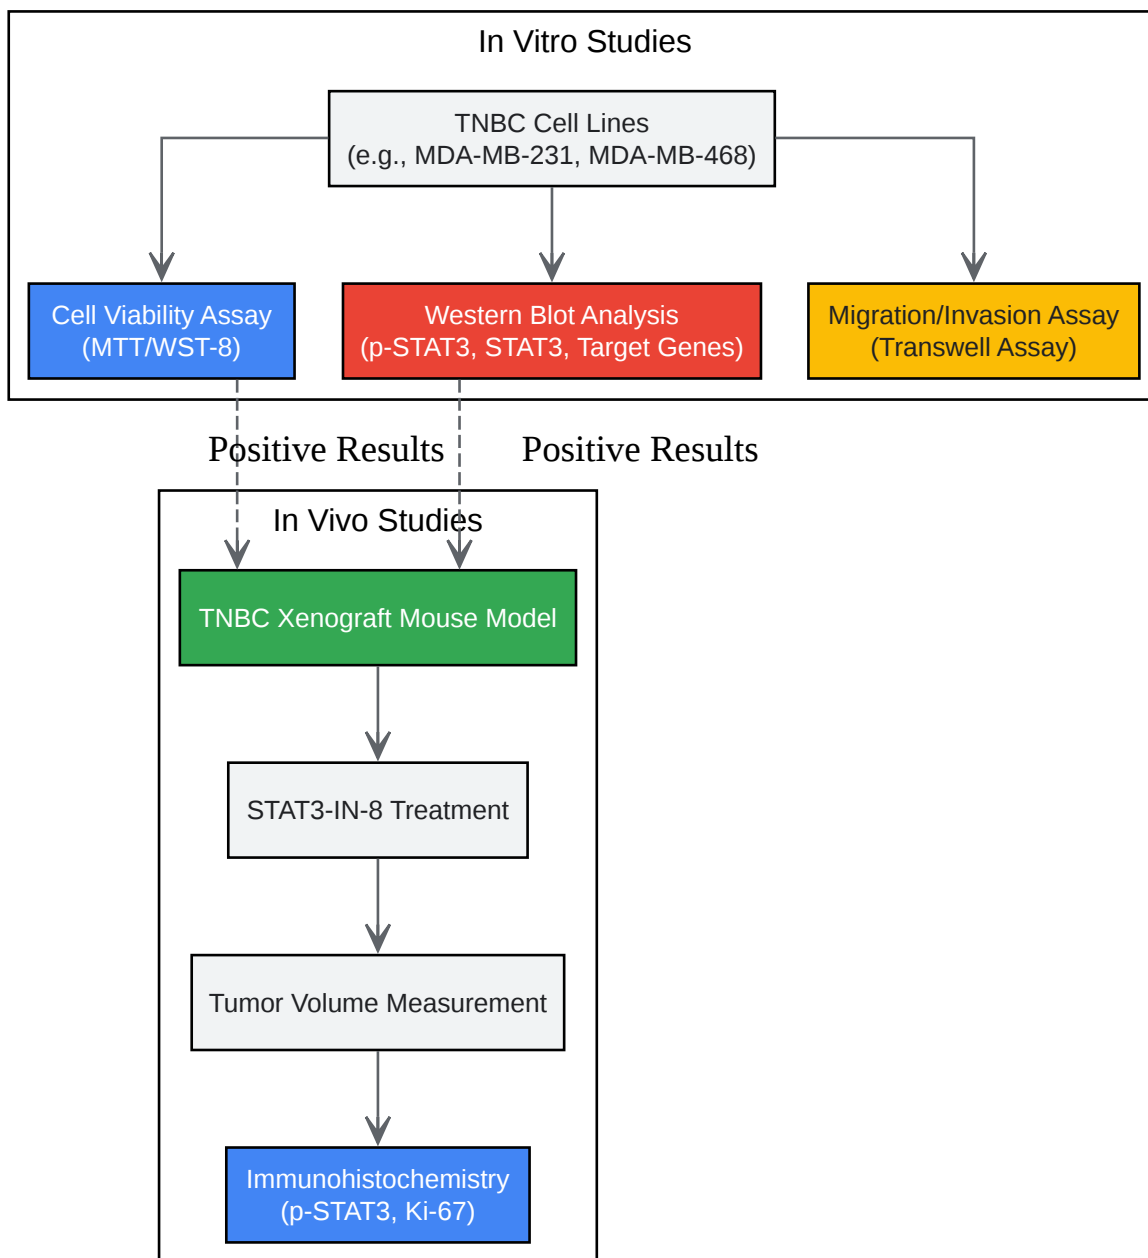 In Vitro Studies
TNBC Cell Lines
(e.g., MDA-MB-231, MDA-MB-468)
Cell Viability Assay
(MTT/WST-8)
Western Blot Analysis
(p-STAT3, STAT3, Target Genes)
Migration/Invasion Assay
(Transwell Assay)
Positive Results
Positive Results
In Vivo Studies
TNBC Xenograft Mouse Model
STAT3-IN-8 Treatment
Tumor Volume Measurement
Immunohistochemistry
(p-STAT3, Ki-67)